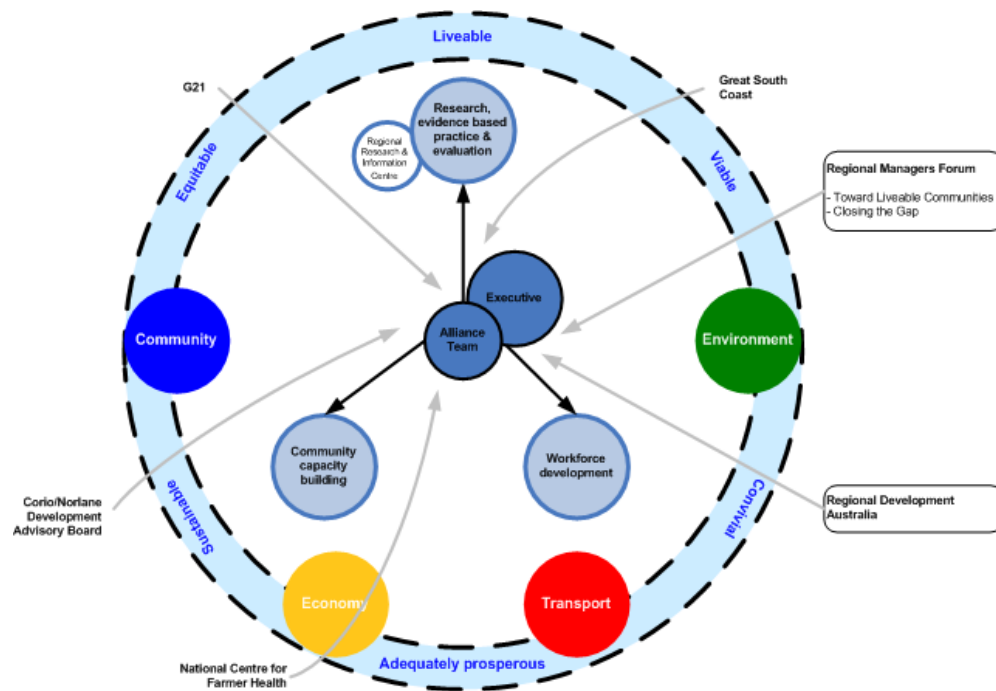 Liveable
G21
Great South
Coast
Research,
evidence based
practice &
evaluation
Regional
Research &
Information
Centre
Equitable
Viable
Regional Managers Forum
- Toward Liveable Communities
- Closing the Gap
Executive
Community
Alliance
Team
Environment
Community
capacity
building
Workforce
development
Corio/Norlane
Development
Advisory Board
Sustainable
Convivial
Regional Development
Australia
Economy
Transport
National Centre for
Farmer Health
Adequately prosperous